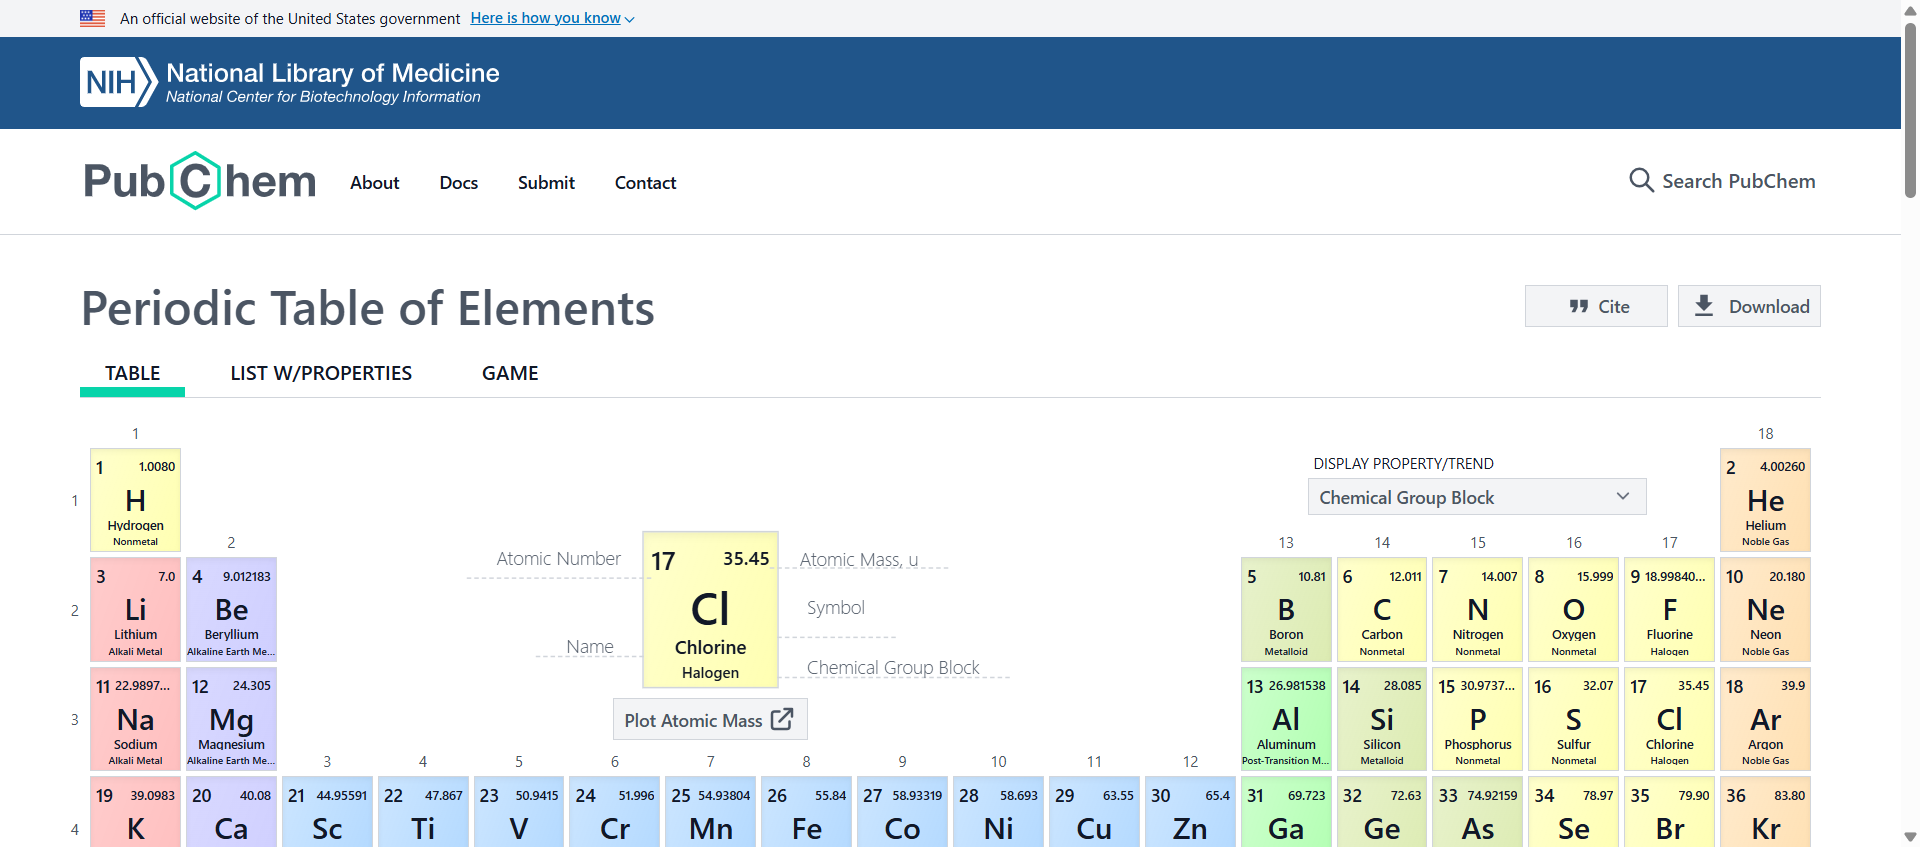 An official website of the United States government Here is how you know
NIH National Library of Medicine
National Center for Biotechnology Information
PubChem About Docs Submit Contact Search PubChem
Periodic Table of Elements Cite Download
TABLE LIST W/PROPERTIES GAME
1 18
DISPLAY PROPERTY/TREND
Chemical Group Block
1
1 1.0080
H
Hydrogen
Nonmetal
2 4.00260
He
Helium
Noble Gas
2 13 14 15 16 17
Atomic Number 17 35.45 Atomic Mass, u
Cl Symbol
Name Chlorine
Halogen Chemical Group Block
Plot Atomic Mass
2
3 7.0
Li
Lithium
Alkali Metal
4 9.012183
Be
Beryllium
Alkaline Earth Me...
5 10.81
B
Boron
Metalloid
6 12.011
C
Carbon
Nonmetal
7 14.007
N
Nitrogen
Nonmetal
8 15.999
O
Oxygen
Nonmetal
9 18.99840...
F
Fluorine
Halogen
10 20.180
Ne
Neon
Noble Gas
3
11 22.9897...
Na
Sodium
Alkali Metal
12 24.305
Mg
Magnesium
Alkaline Earth Me...
13 26.981538
Al
Aluminum
Post-Transition M...
14 28.085
Si
Silicon
Metalloid
15 30.9737...
P
Phosphorus
Nonmetal
16 32.07
S
Sulfur
Nonmetal
17 35.45
Cl
Chlorine
Halogen
18 39.9
Ar
Argon
Noble Gas
3 4 5 6 7 8 9 10 11 12
4
19 39.0983
K
20 40.08
Ca
21 44.95591
Sc
22 47.867
Ti
23 50.9415
V
24 51.996
Cr
25 54.93804
Mn
26 55.84
Fe
27 58.93319
Co
28 58.693
Ni
29 63.55
Cu
30 65.4
Zn
31 69.723
Ga
32 72.63
Ge
33 74.92159
As
34 78.97
Se
35 79.90
Br
36 83.80
Kr